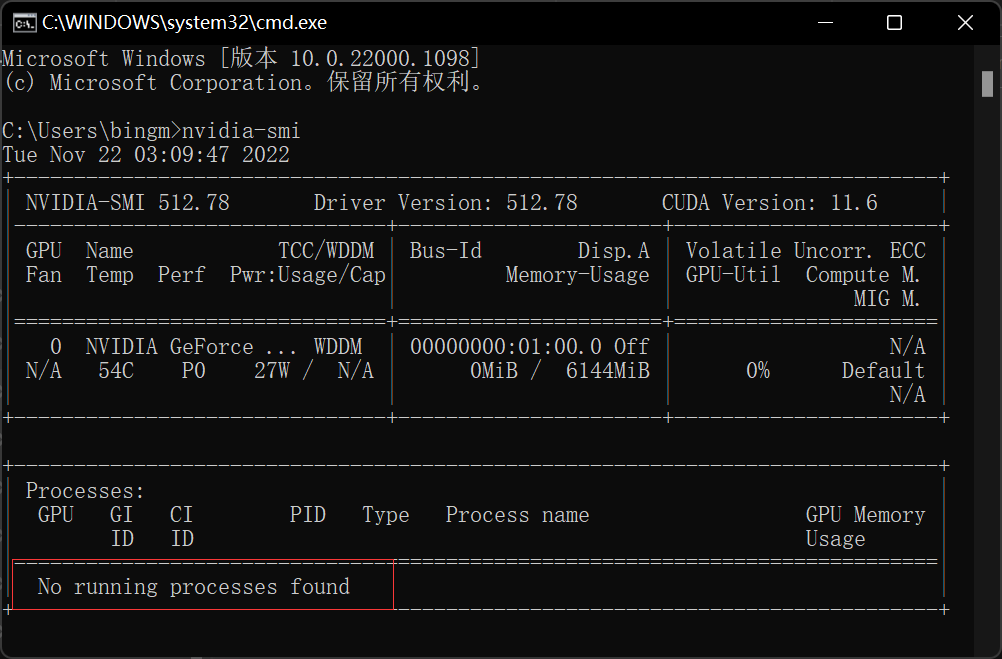 C:\WINDOWS\system32\cmd.exe
Microsoft Windows [版本 10.0.22000.1098]
(c) Microsoft Corporation。保留所有权利。
C:\Users\bingm>nvidia-smi
Tue Nov 22 03:09:47 2022
NVIDIA-SMI 512.78 Driver Version: 512.78 CUDA Version: 11.6
GPU Name TCC/WDDM | Bus-Id Disp.A | Volatile Uncorr. ECC
Fan Temp Perf Pwr:Usage/Cap | Memory-Usage | GPU-Util Compute M.
MIG M.
0 NVIDIA GeForce ... WDDM | 00000000:01:00.0 Off | N/A
N/A 54C P0 27W / N/A | 0MiB / 6144MiB | 0% Default
N/A
Processes:
GPU GI CI PID Type Process name GPU Memory
ID ID Usage
No running processes found